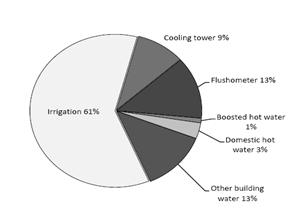 Cooling tower 9%
Flushometer 13%
Irrigation 61%
Boosted hot water
1%
Domestic hot
water 3%
Other building
water 13%